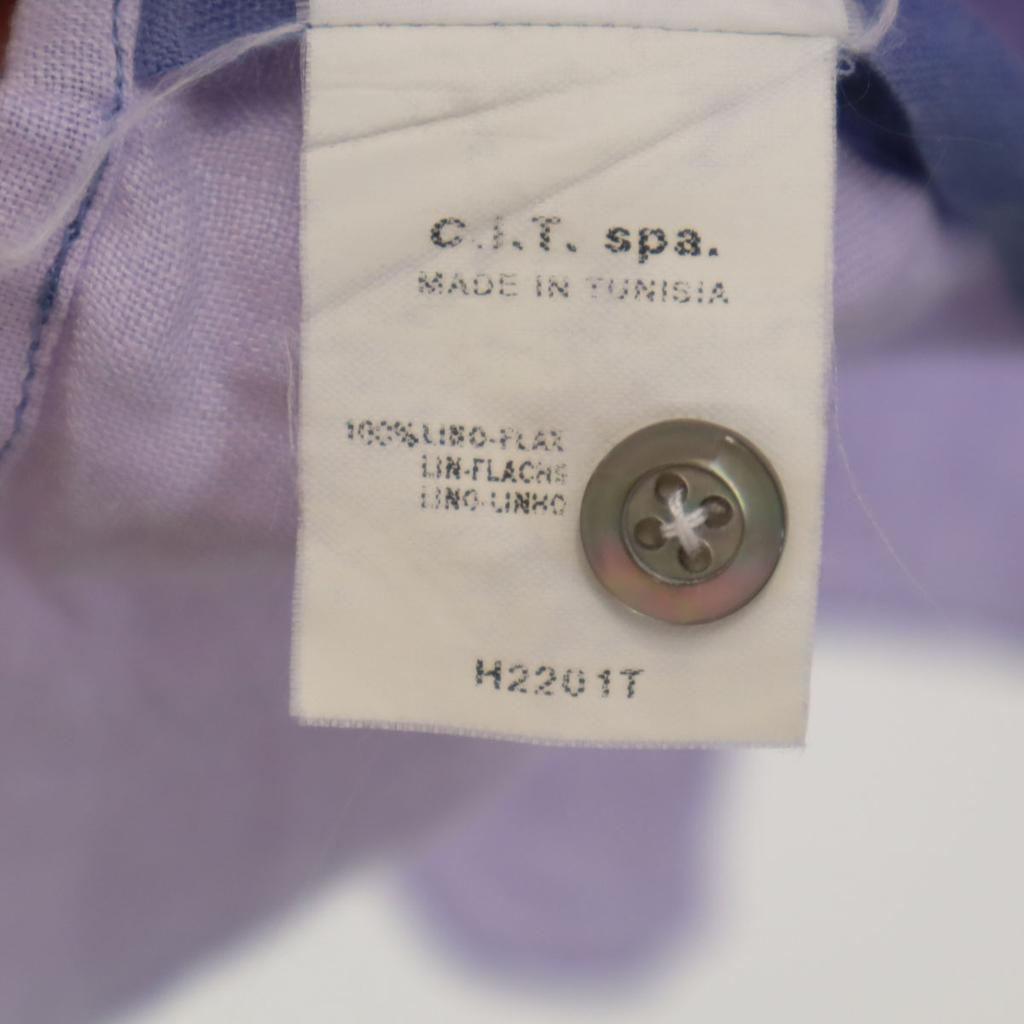 C.I.T. spa.
MADE IN TUNISIA
100%LINO-FLAX
LIN-FLACHS
LINO-LINHO
H2201T